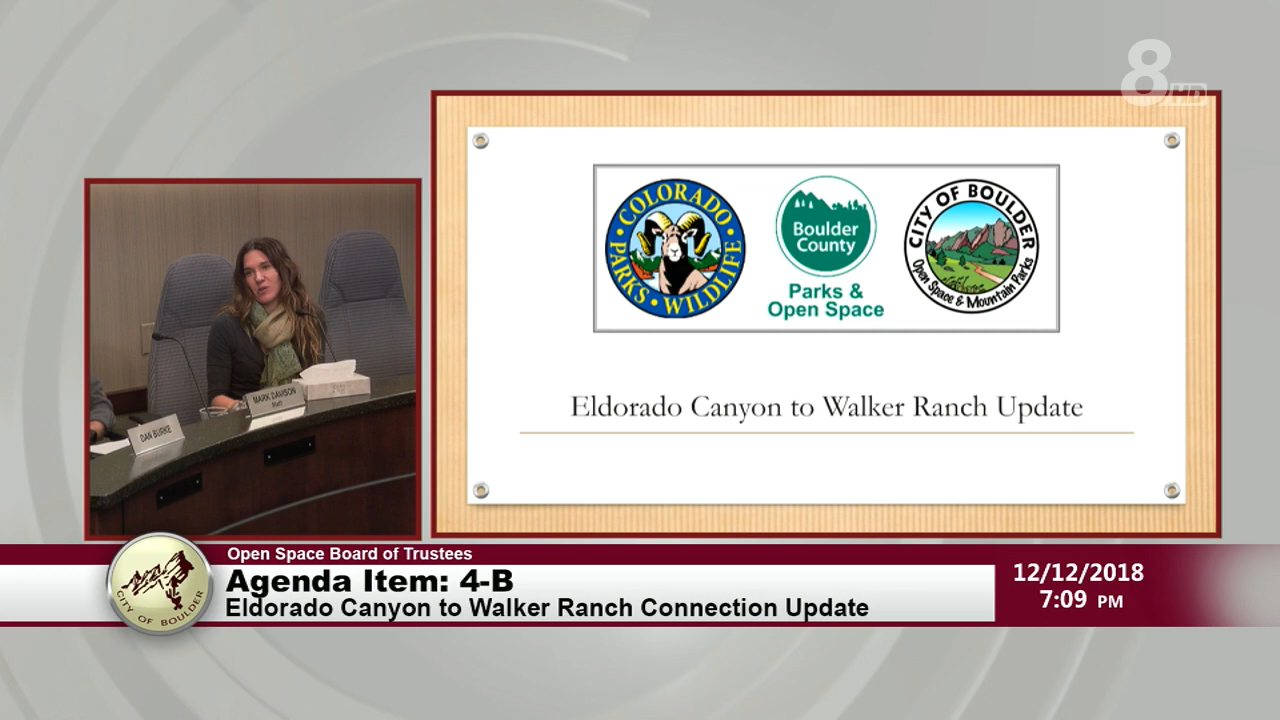 8HD
COLORADO
PARKS • WILDLIFE
Boulder
County
Parks &
Open Space
CITY OF BOULDER
Open Space & Mountain Parks
Eldorado Canyon to Walker Ranch Update
MARK DAVISON
DAN BURKE
Open Space Board of Trustees
Agenda Item: 4-B
Eldorado Canyon to Walker Ranch Connection Update
CITY OF BOULDER
12/12/2018
7:09 PM